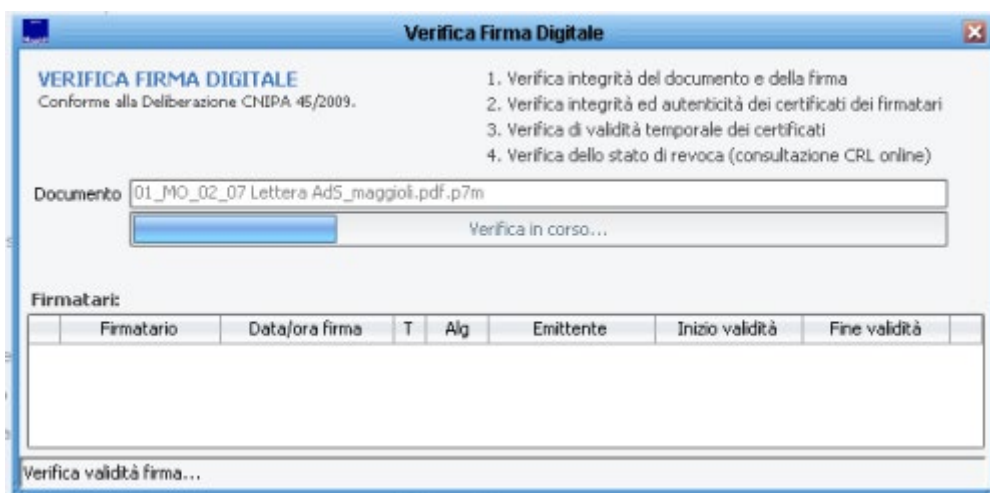 Verifica Firma Digitale
VERIFICA FIRMA DIGITALE
Conforme alla Deliberazione CNIPA 45/2009.
1. Verifica integrità del documento e della firma
2. Verifica integrità ed autenticità dei certificati dei firmatari
3. Verifica di validità temporale dei certificati
4. Verifica dello stato di revoca (consultazione CRL online)
Documento 01_MO_02_07 Lettera AdS_maggioli.pdf.p7m
Verifica in corso...
Firmatari:
Firmatario Data/ora firma T Alg Emittente Inizio validità Fine validità
Verifica validità firma...